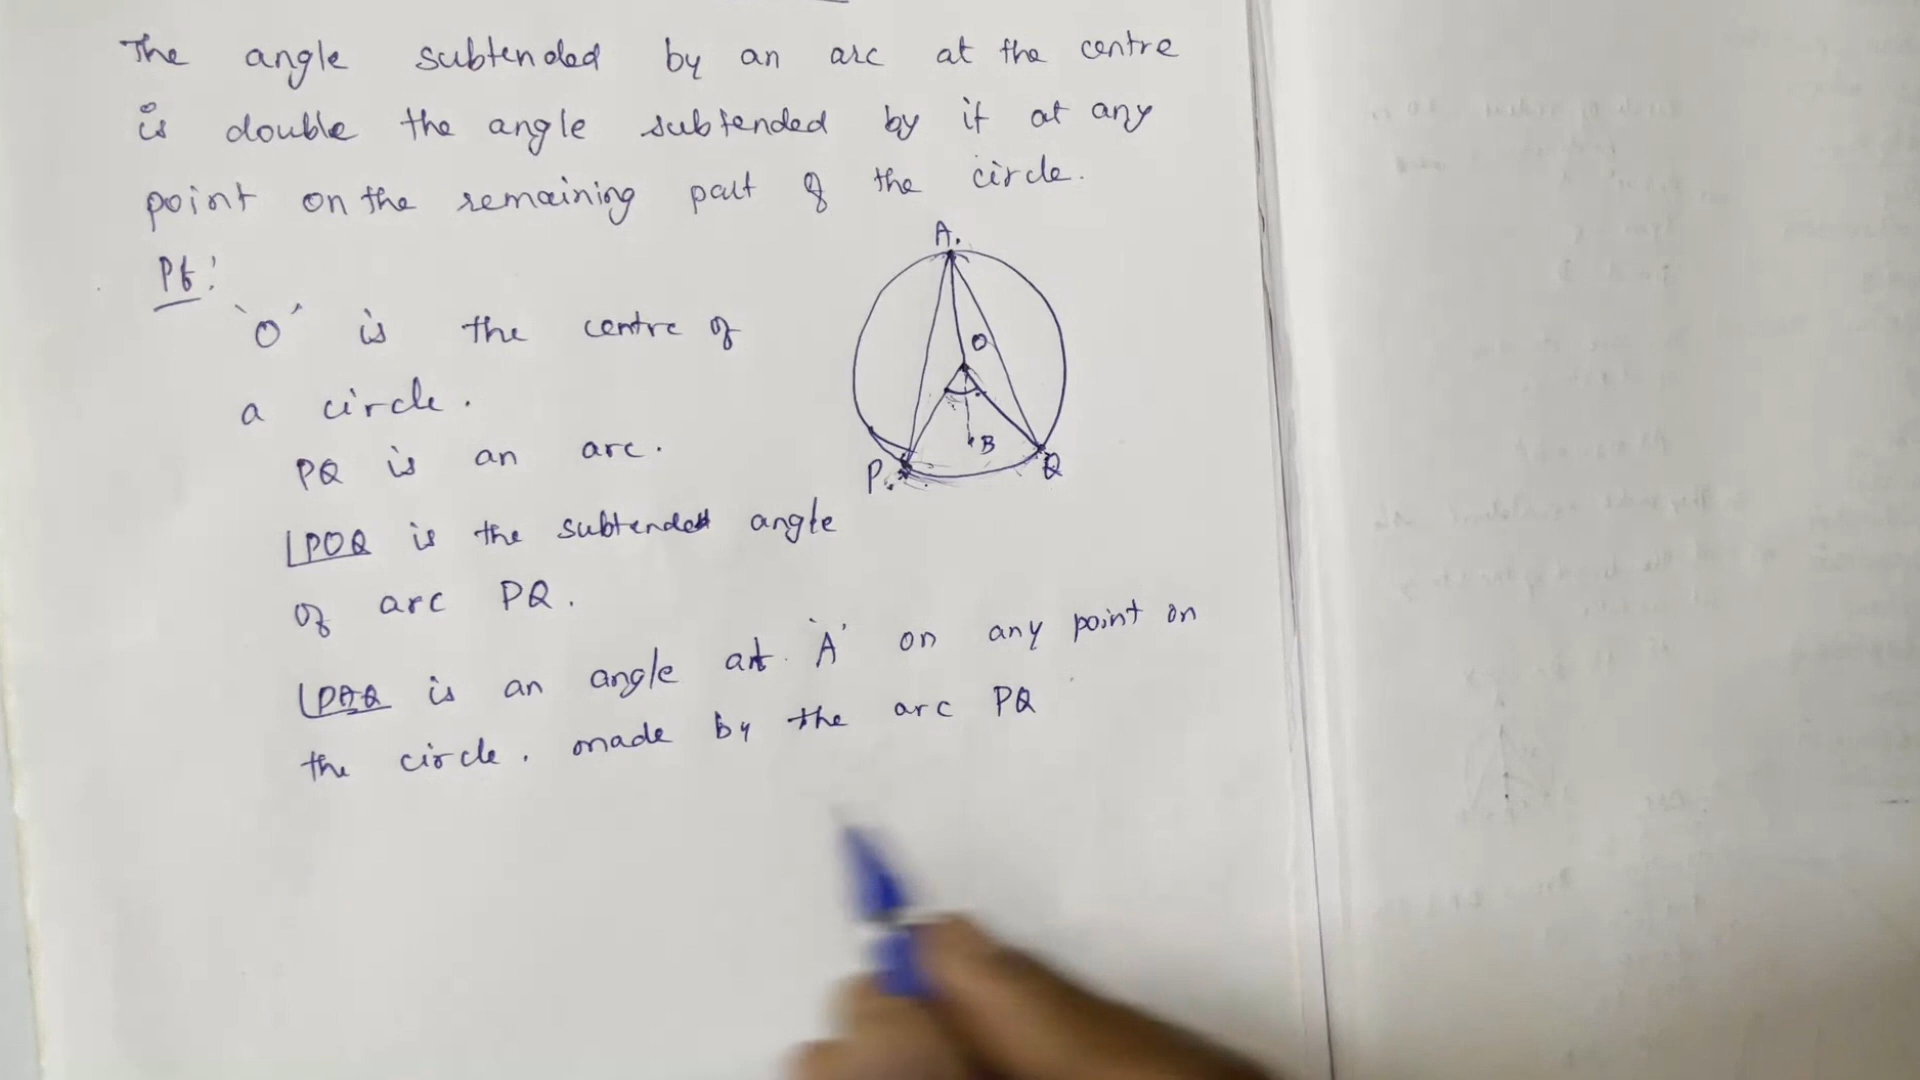 The angle subtended by an arc at the centre
is double the angle subtended by it at any
point on the remaining part of the circle.
Pf:
'O' is the centre of
a circle.
PQ is an arc.
∠POQ is the subtended angle
of arc PQ.
∠PAQ is an angle at 'A' on any point on
the circle. made by the arc PQ
A.
O
B
P.
Q